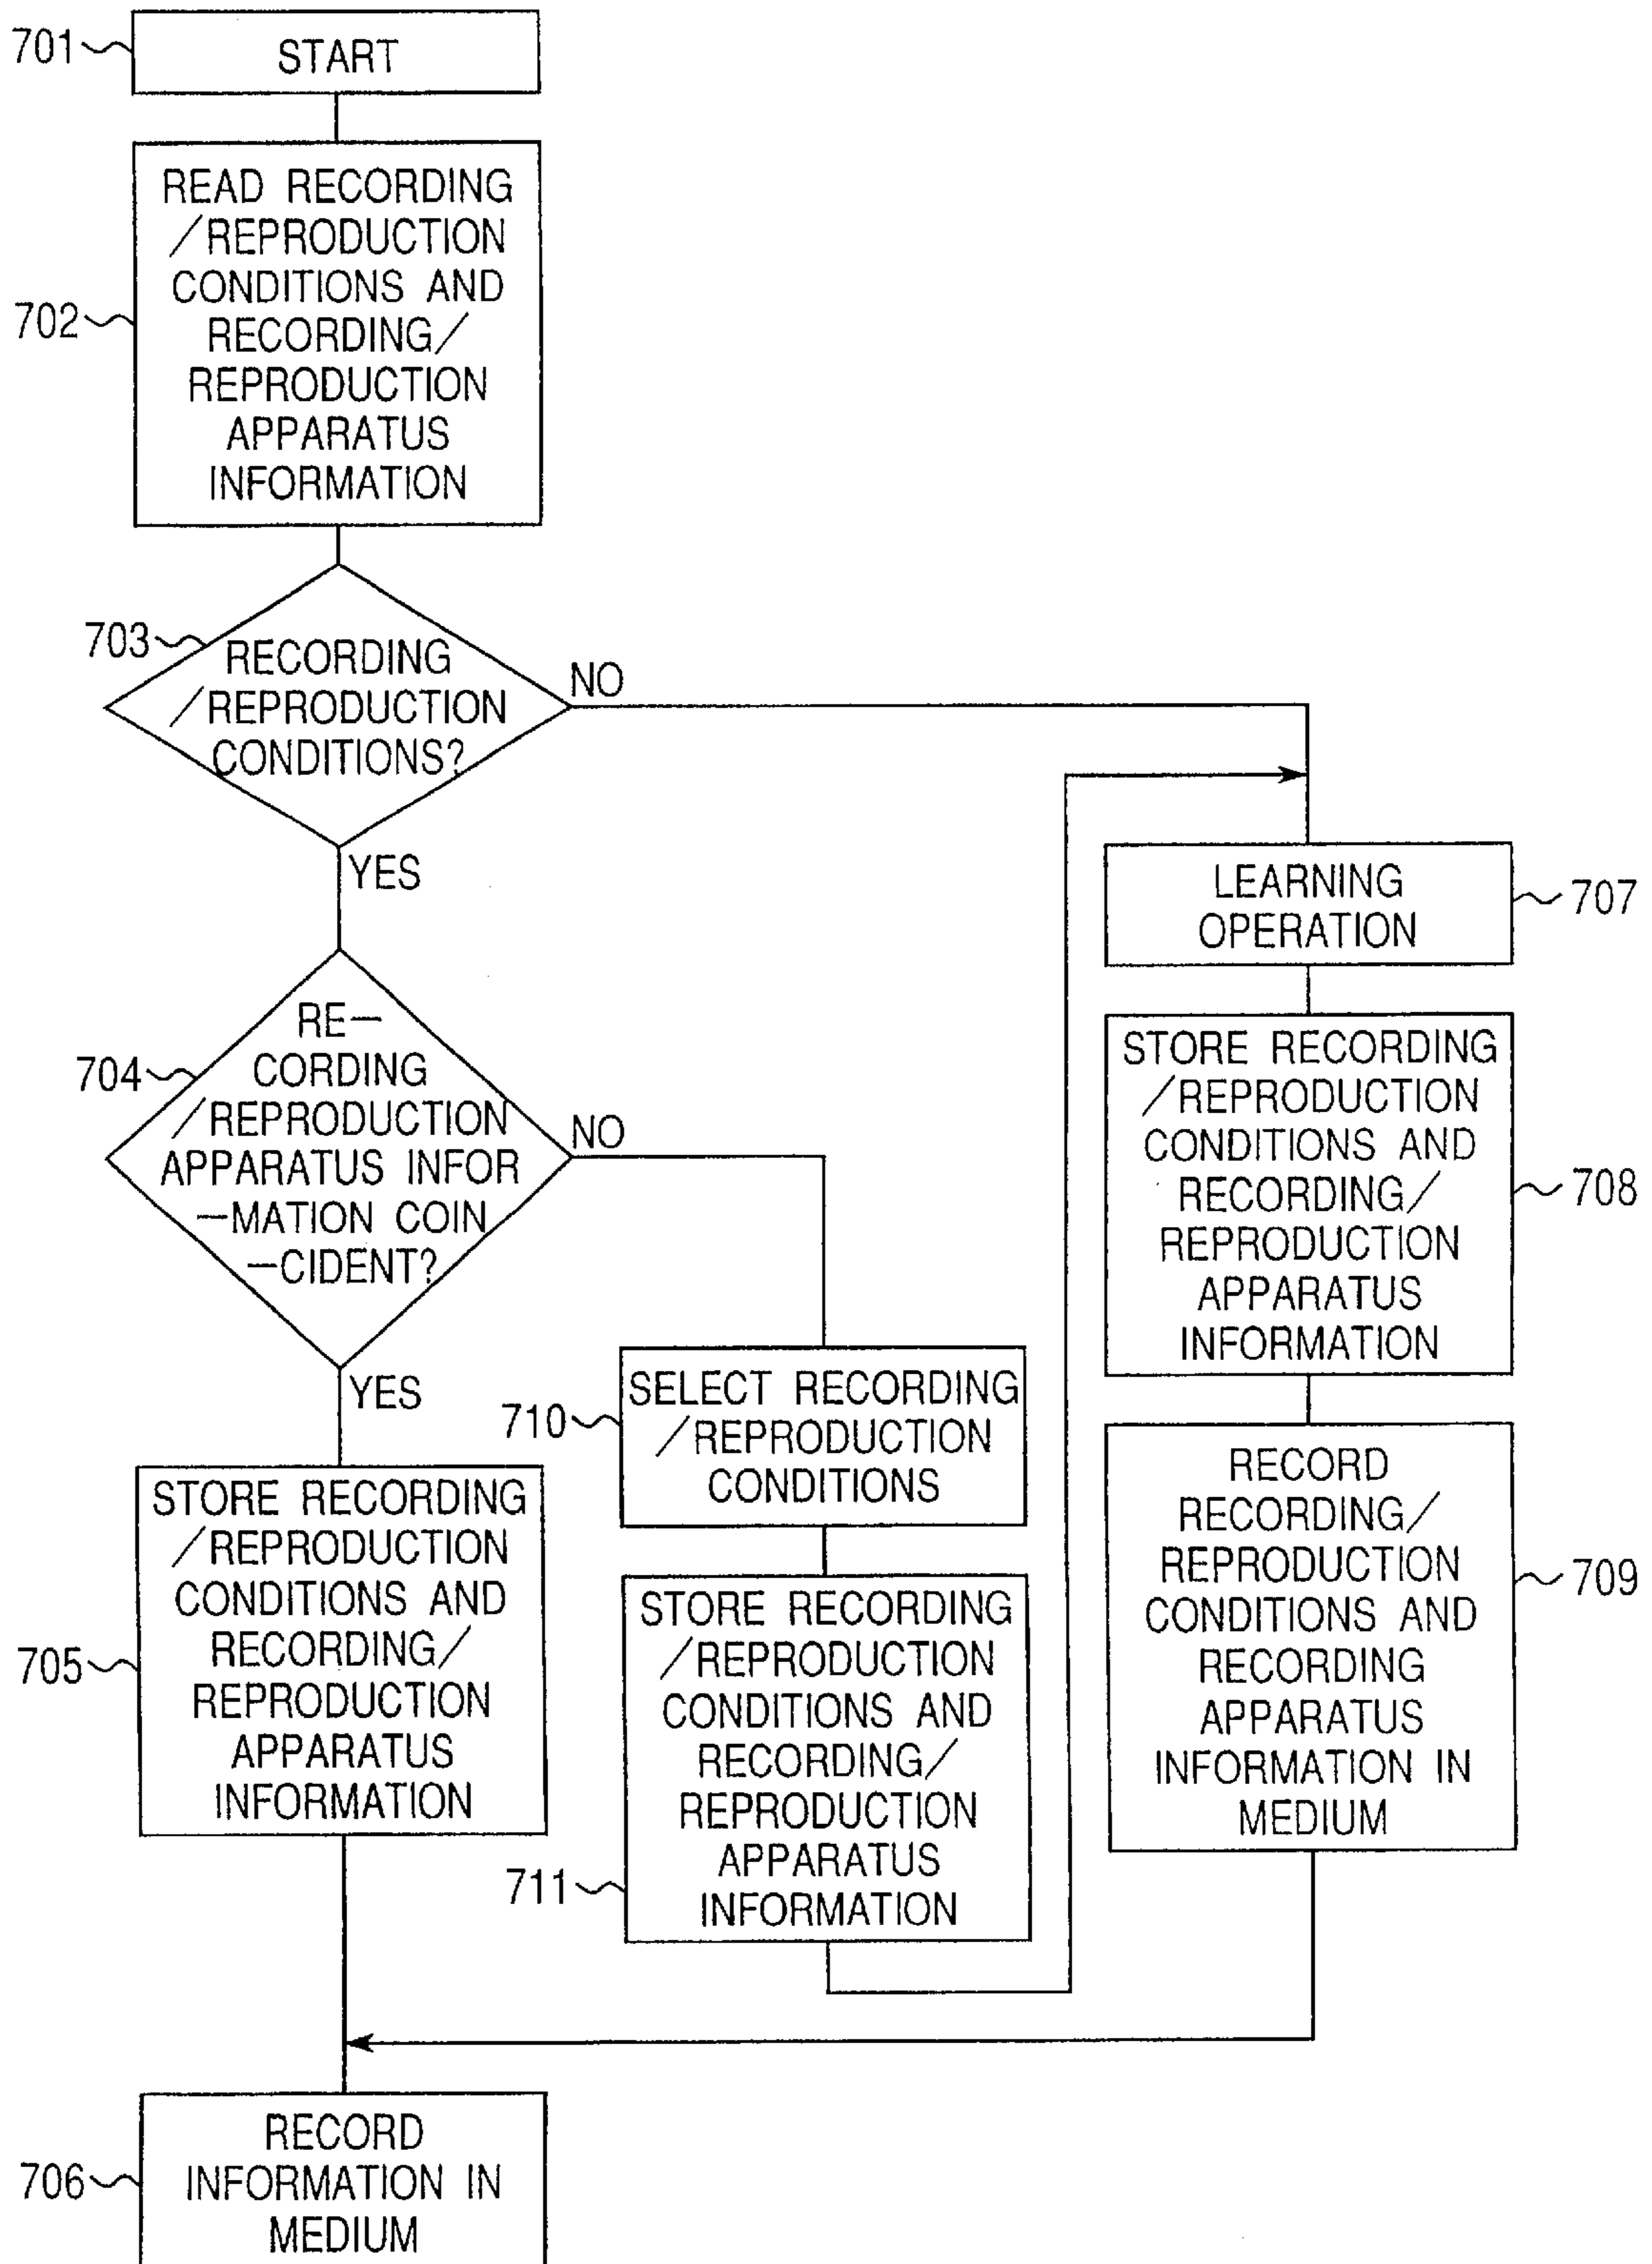 701
START
702
READ RECORDING
/REPRODUCTION
CONDITIONS AND
RECORDING/
REPRODUCTION
APPARATUS
INFORMATION
703
RECORDING
/REPRODUCTION
CONDITIONS?
NO
YES
704
RE—
CORDING
/REPRODUCTION
APPARATUS INFOR
—MATION COIN
—CIDENT?
NO
YES
705
STORE RECORDING
/REPRODUCTION
CONDITIONS AND
RECORDING/
REPRODUCTION
APPARATUS
INFORMATION
710
SELECT RECORDING
/REPRODUCTION
CONDITIONS
711
STORE RECORDING
/REPRODUCTION
CONDITIONS AND
RECORDING/
REPRODUCTION
APPARATUS
INFORMATION
LEARNING
OPERATION
707
STORE RECORDING
/REPRODUCTION
CONDITIONS AND
RECORDING/
REPRODUCTION
APPARATUS
INFORMATION
708
RECORD
RECORDING/
REPRODUCTION
CONDITIONS AND
RECORDING
APPARATUS
INFORMATION IN
MEDIUM
709
706
RECORD
INFORMATION IN
MEDIUM